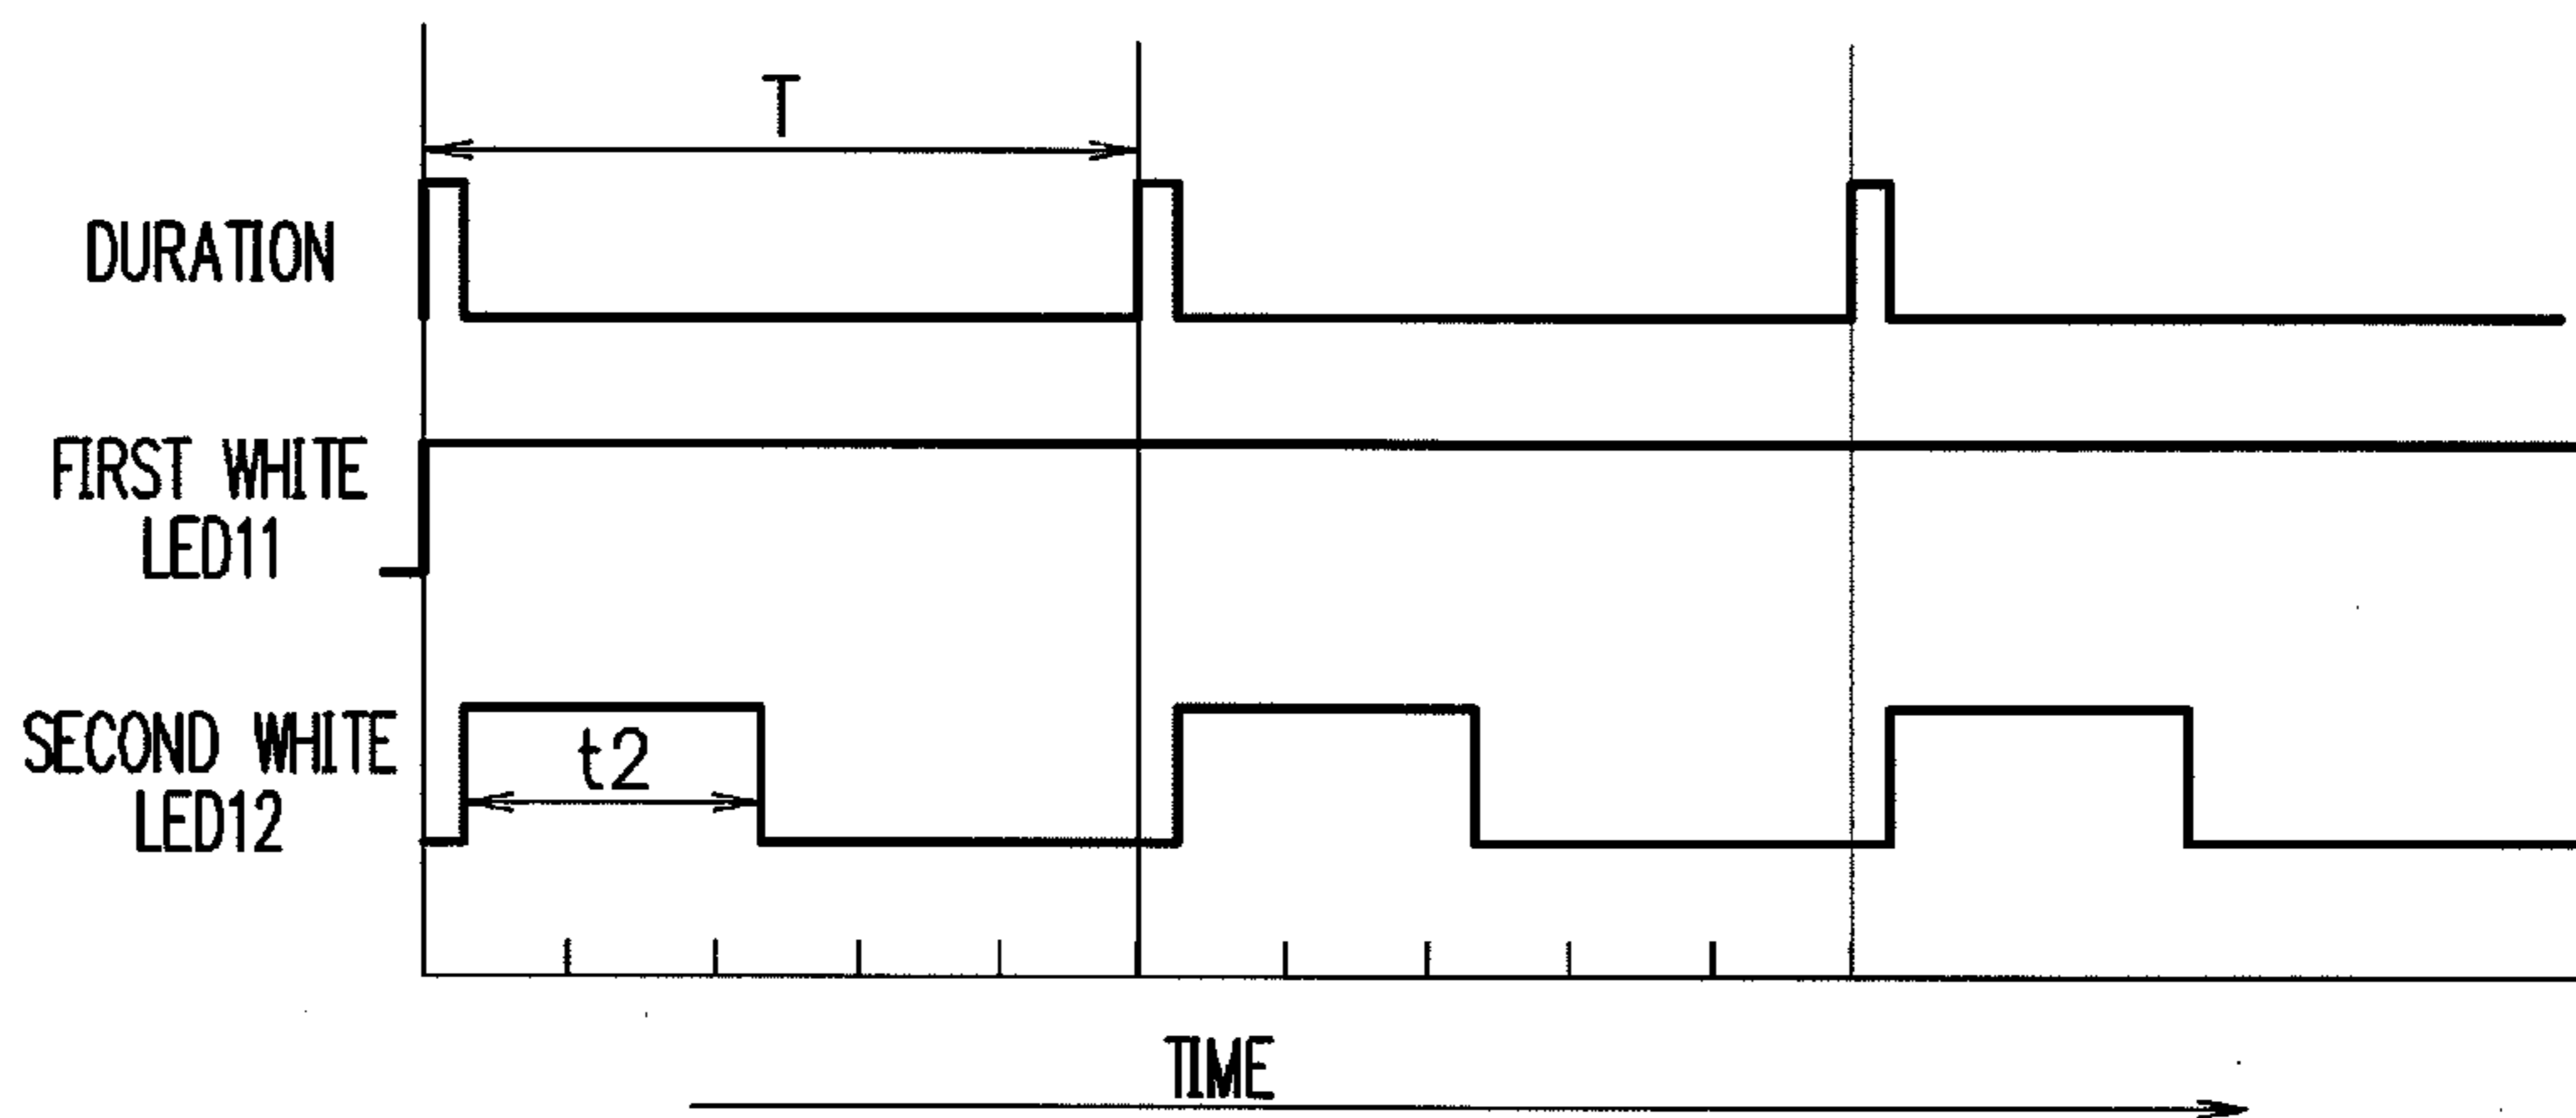 T
DURATION
FIRST WHITE
LED11
SECOND WHITE
LED12
t2
TIME